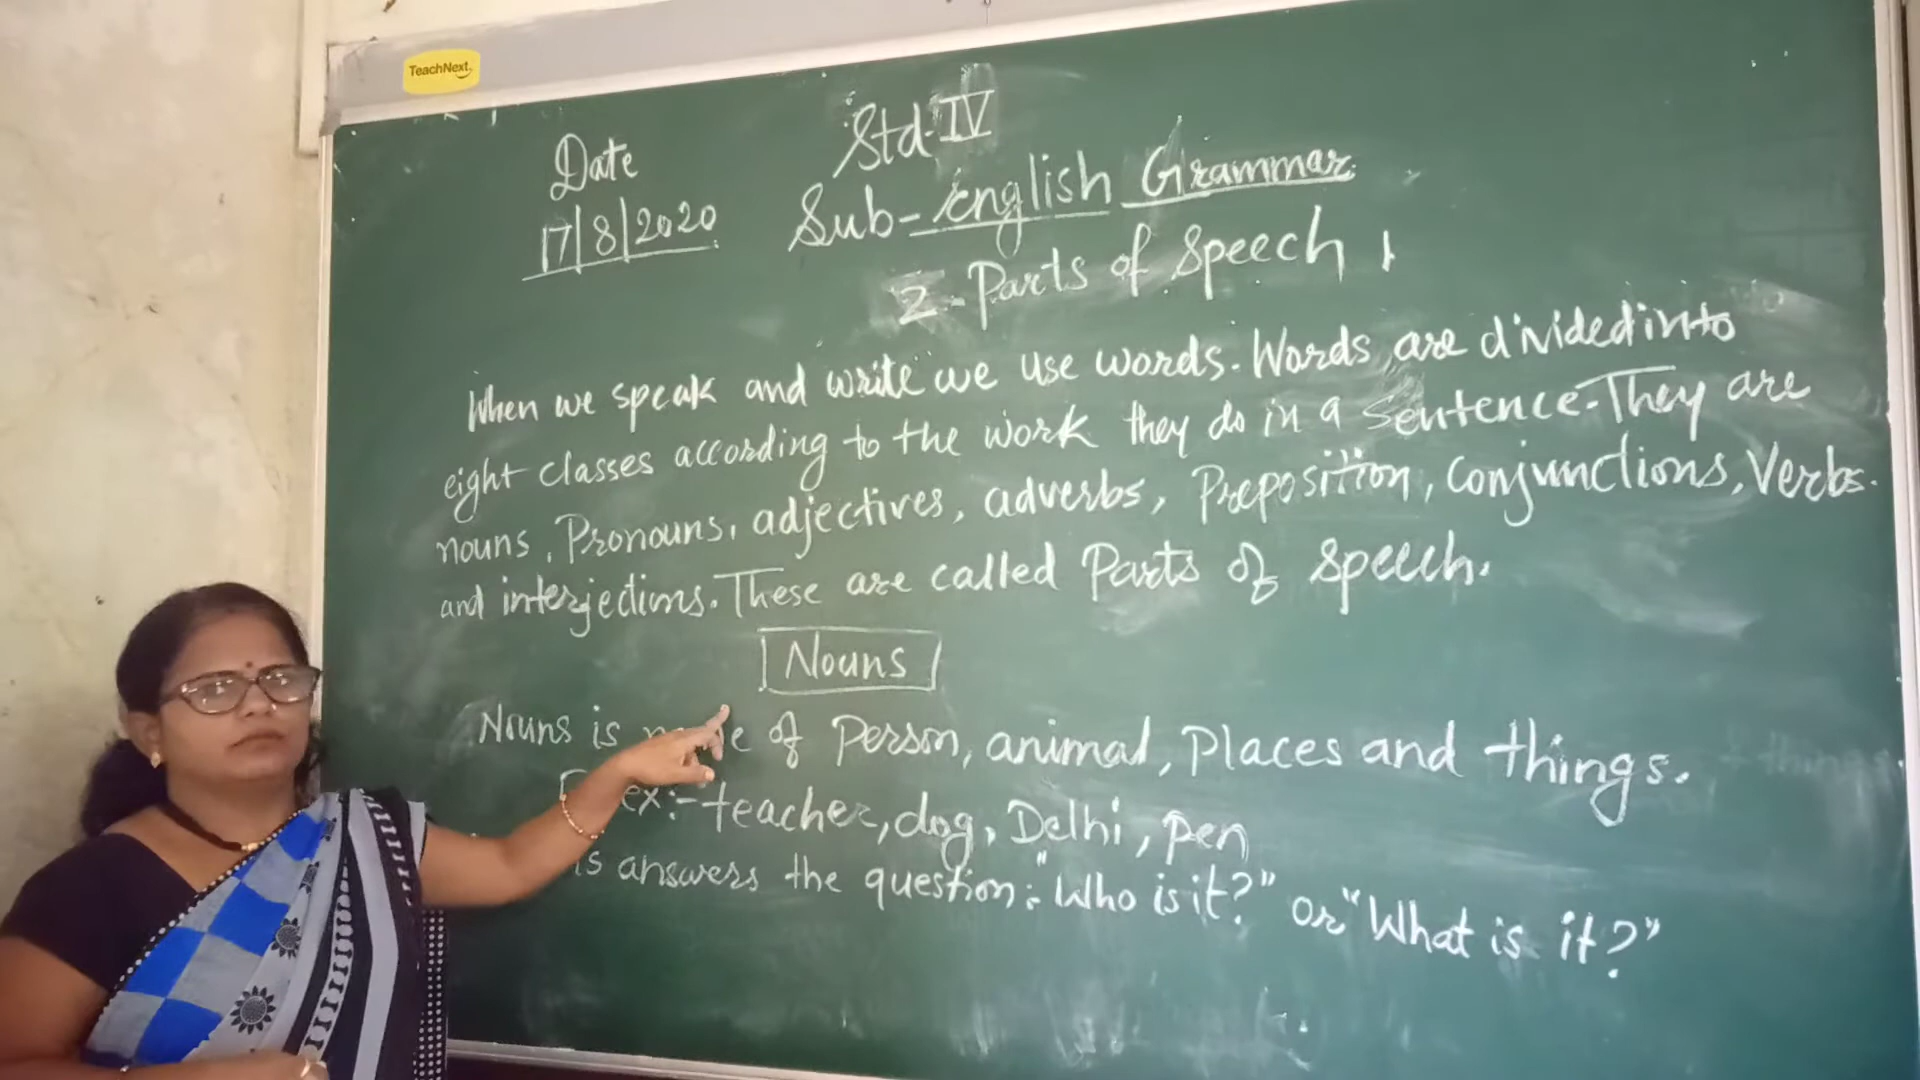 TeachNext
Date
17/8/2020
Std-IV
Sub-English Grammar
2-Parts of Speech
When we speak and write we use words. Words are divided into
eight classes according to the work they do in a sentence. They are
nouns, Pronouns, adjectives, adverbs, Preposition, Conjunctions, Verbs.
and interjections. These are called Parts of Speech.
Nouns
Nouns is of Person, animal, Places and things.
ex:- teacher, dog, Delhi, pen
answers the question: "Who is it?" or "What is it?"